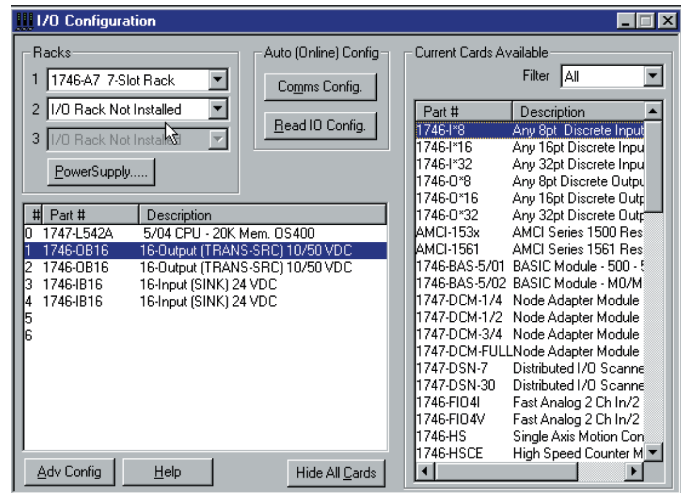 I/O Configuration
Racks
1 1746-A7 7-Slot Rack
2 I/O Rack Not Installed
3 I/O Rack Not Installed
PowerSupply.....
Auto (Online) Config
Comms Config.
Read IO Config.
# Part # Description
0 1747-L542A 5/04 CPU - 20K Mem. OS400
1 1746-OB16 16-Output (TRANS-SRC) 10/50 VDC
2 1746-OB16 16-Output (TRANS-SRC) 10/50 VDC
3 1746-IB16 16-Input (SINK) 24 VDC
4 1746-IB16 16-Input (SINK) 24 VDC
5
6
Adv Config
Help
Hide All Cards
Current Cards Available
Filter All
Part # Description
1746-I*8 Any 8pt Discrete Input
1746-I*16 Any 16pt Discrete Inpu
1746-I*32 Any 32pt Discrete Inpu
1746-O*8 Any 8pt Discrete Outpu
1746-O*16 Any 16pt Discrete Outp
1746-O*32 Any 32pt Discrete Outp
AMCI-153x AMCI Series 1500 Res
AMCI-1561 AMCI Series 1561 Res
1746-BAS-5/01 BASIC Module - 500 - 5
1746-BAS-5/02 BASIC Module - M0/M
1747-DCM-1/4 Node Adapter Module
1747-DCM-1/2 Node Adapter Module
1747-DCM-3/4 Node Adapter Module
1747-DCM-FULL Node Adapter Module
1747-DSN-7 Distributed I/O Scanne
1747-DSN-30 Distributed I/O Scanne
1746-FIO4I Fast Analog 2 Ch In/2
1746-FIO4V Fast Analog 2 Ch In/2
1746-HS Single Axis Motion Con
1746-HSCE High Speed Counter M